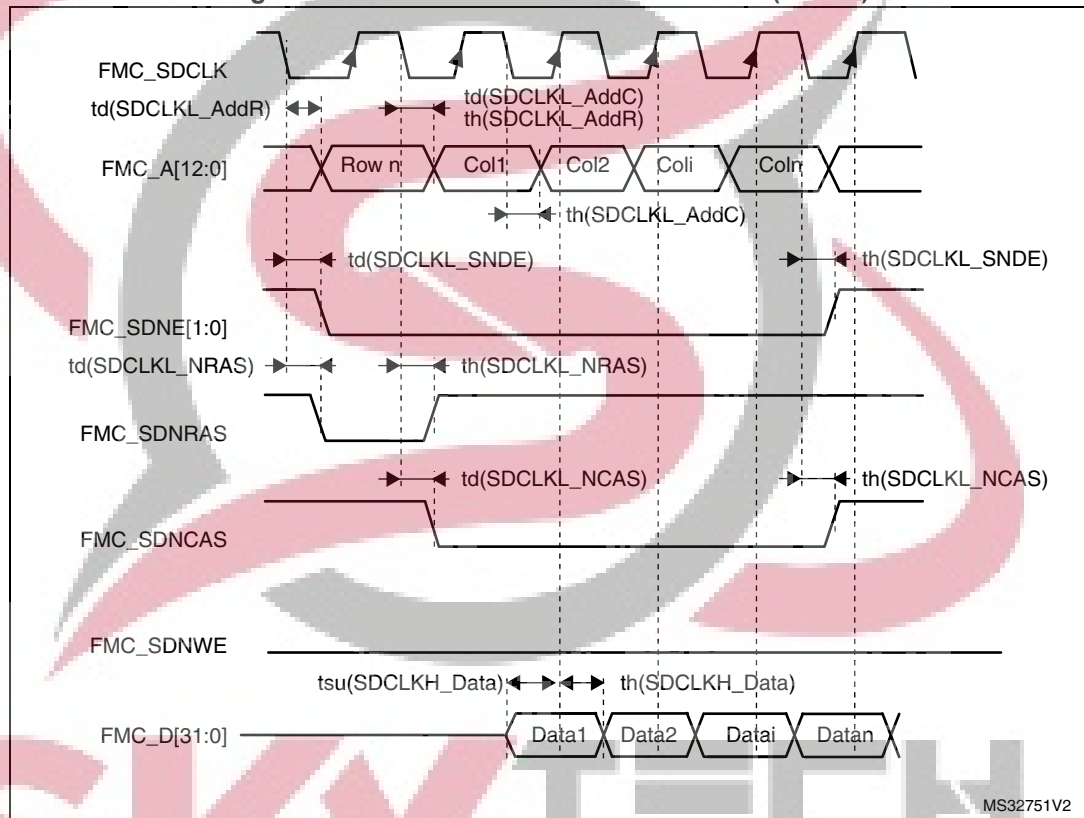 FMC_SDCLK
td(SDCLKL_AddR)
td(SDCLKL_AddC)
th(SDCLKL_AddR)
FMC_A[12:0]
Row n
Col1
Col2
Coli
Coln
th(SDCLKL_AddC)
td(SDCLKL_SNDE)
th(SDCLKL_SNDE)
FMC_SDNE[1:0]
td(SDCLKL_NRAS)
th(SDCLKL_NRAS)
FMC_SDNRAS
td(SDCLKL_NCAS)
th(SDCLKL_NCAS)
FMC_SDNCAS
FMC_SDNWE
tsu(SDCLKH_Data)
th(SDCLKH_Data)
FMC_D[31:0]
Data1
Data2
Datai
Datan
MS32751V2